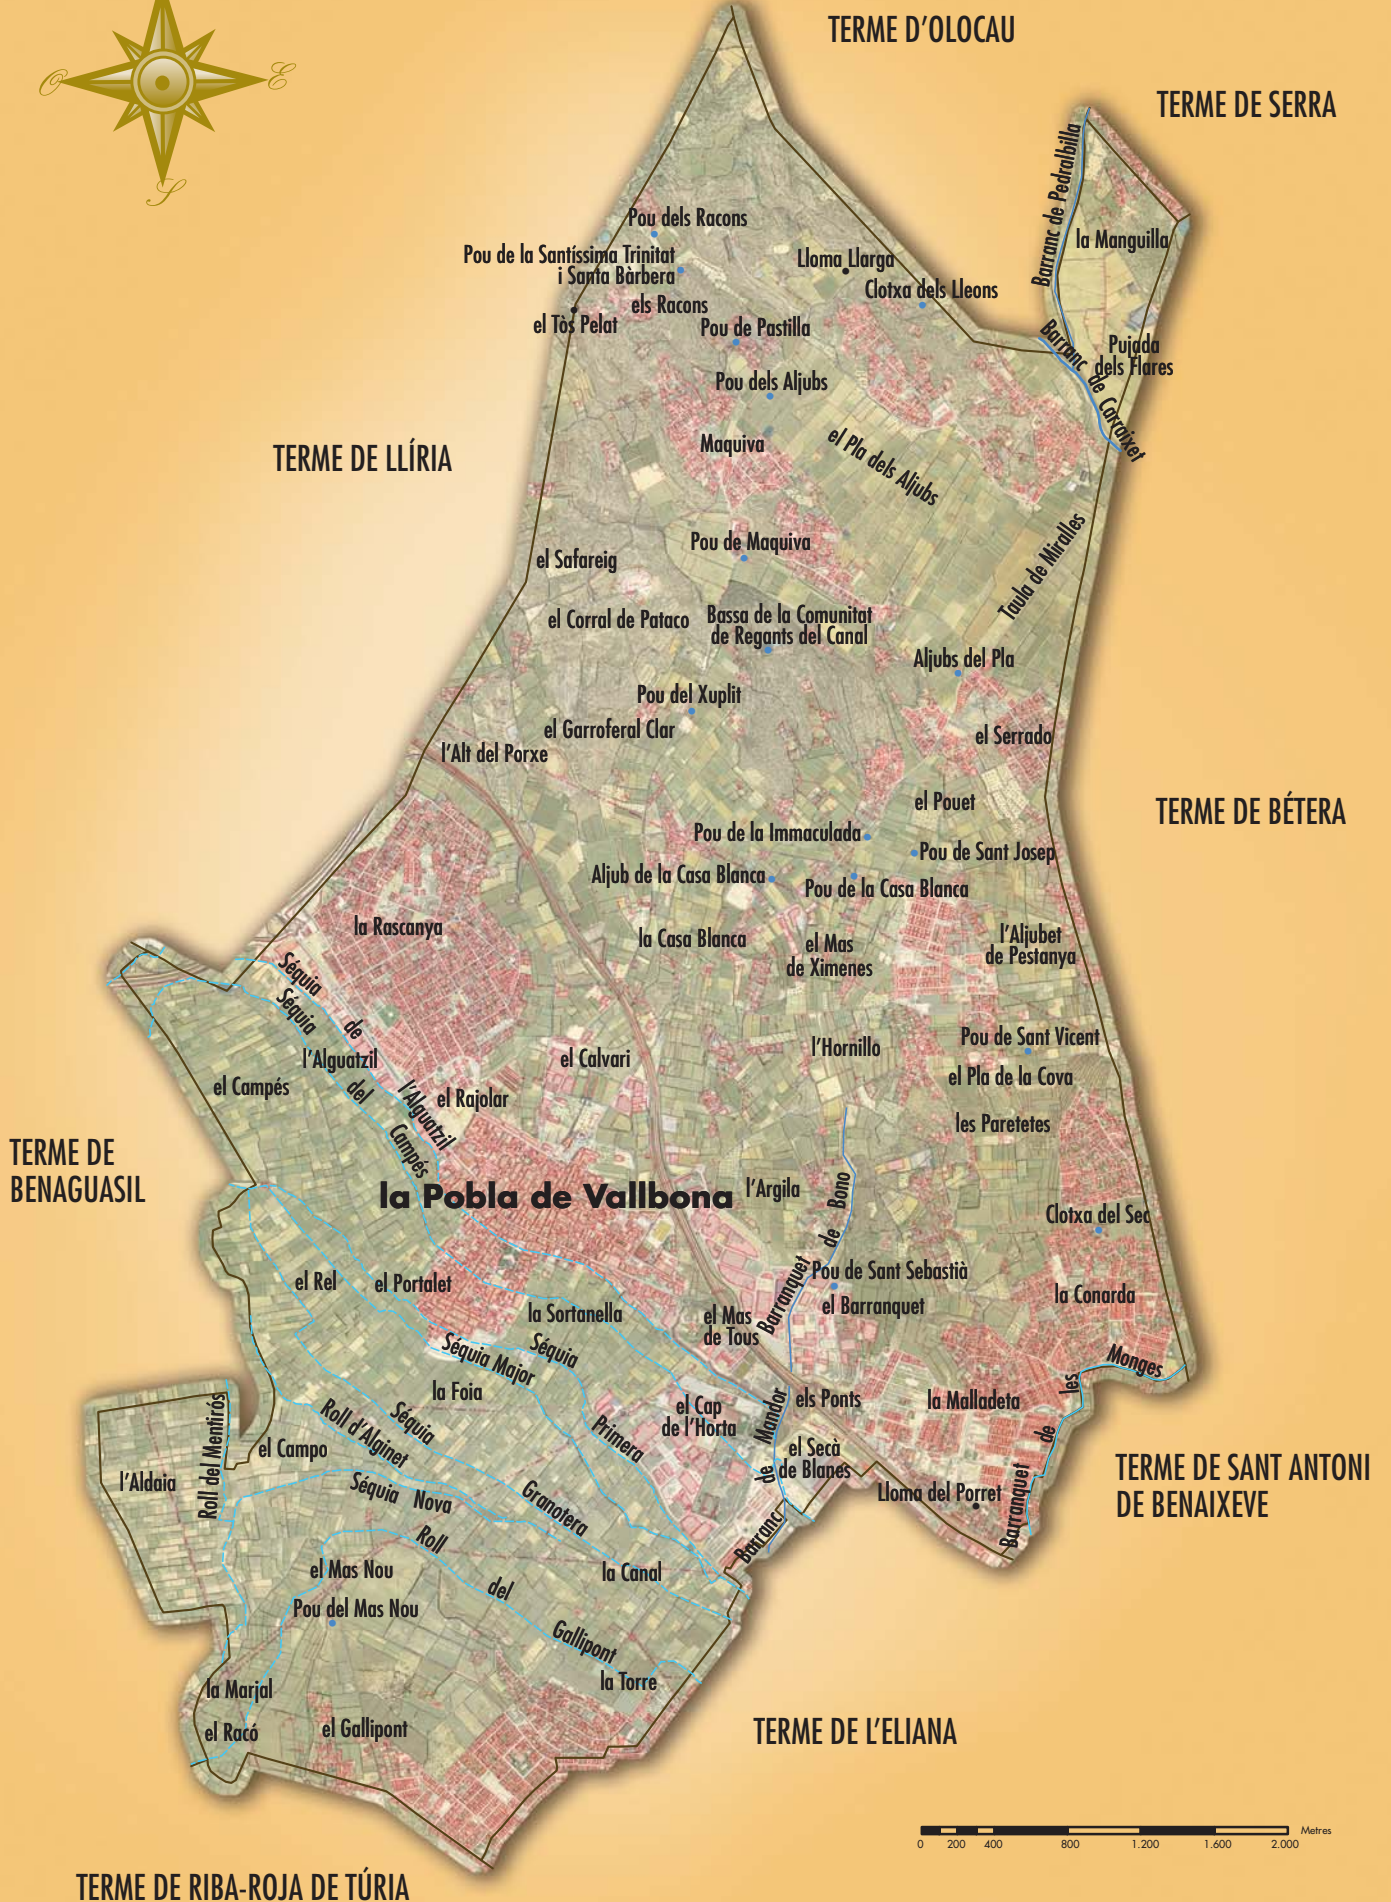 TERME D'OLOCAU
O
E
S
TERME DE SERRA
Barranc de Pedralbilla
la Manguilla
Pou dels Racons
Pou de la Santíssima Trinitat
i Santa Bàrbera
Lloma Llarga
Clotxa dels Lleons
els Racons
el Tòs Pelat
Pou de Pastilla
Barranc de Carraixet
Pujada
dels Flares
Pou dels Aljubs
Maquiva
el Pla dels Aljubs
TERME DE LLÍRIA
Pou de Maquiva
el Safareig
Taula de Miralles
el Corral de Pataco
Bassa de la Comunitat
de Regants del Canal
Aljubs del Pla
Pou del Xuplit
el Garroferal Clar
el Serrado
l'Alt del Porxe
el Pouet
TERME DE BÉTERA
Pou de la Immaculada
Pou de Sant Josep
Aljub de la Casa Blanca
Pou de la Casa Blanca
la Rascanya
la Casa Blanca
el Mas
de Ximenes
l'Aljubet
de Pestanya
Séquia de l'Alguatzil
Séquia del Campés
l'Alguatzil
el Campés
el Rajolar
el Calvari
l'Hornillo
Pou de Sant Vicent
el Pla de la Cova
les Paretetes
TERME DE
BENAGUASIL
la Pobla de Vallbona
l'Argila
Barranquet de Bono
Clotxa del Sec
el Rel
el Portalet
la Sortanella
Pou de Sant Sebastià
el Barranquet
la Conarda
el Mas
de Tous
Séquia Major
Séquia Primera
la Foia
el Cap
de l'Horta
els Ponts
la Malladeta
Barranquet de les Monges
Roll d'Alginet
Séquia Granotera
el Campo
Roll del Mentirós
l'Aldaia
Séquia Nova
Barranc de Mandor
el Secà
de Blanes
Lloma del Porret
TERME DE SANT ANTONI
DE BENAIXEVE
Roll del Gallipont
el Mas Nou
la Canal
Pou del Mas Nou
la Torre
la Marjal
el Racó
el Gallipont
TERME DE L'ELIANA
Metres
0 200 400 800 1.200 1.600 2.000
TERME DE RIBA-ROJA DE TÚRIA